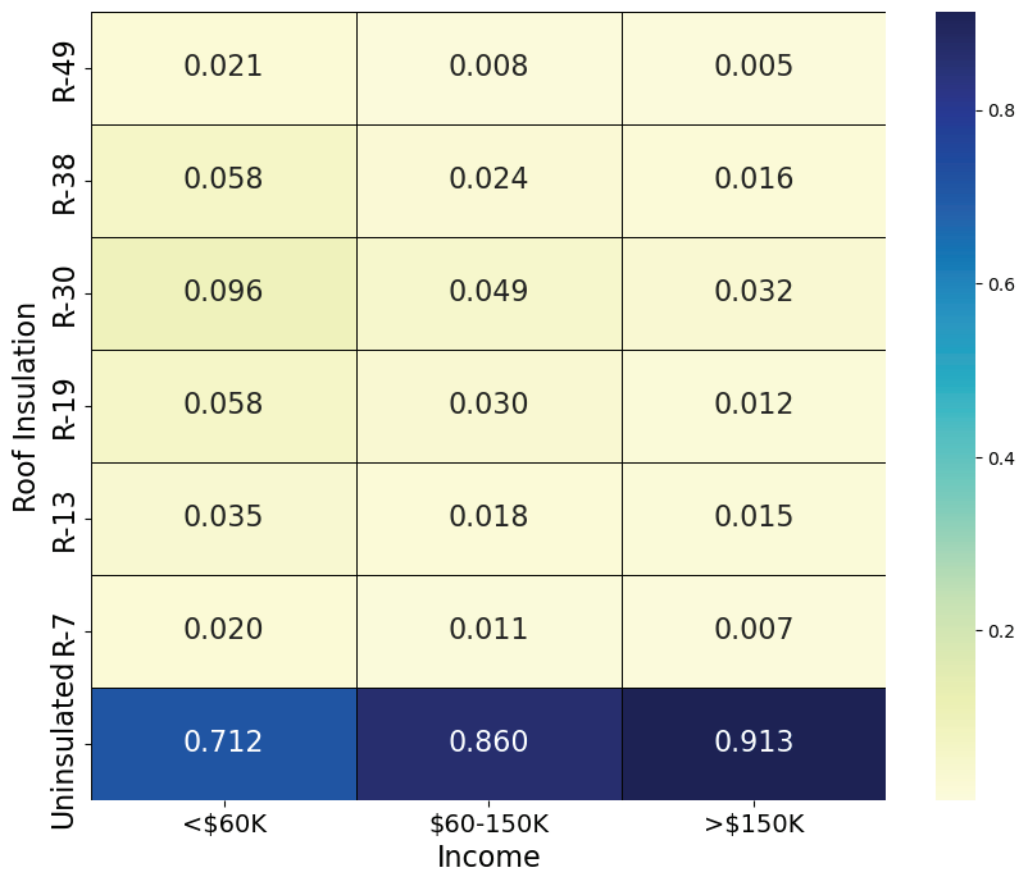 R-49 0.021 0.008 0.005
R-38 0.058 0.024 0.016
R-30 0.096 0.049 0.032
R-19 0.058 0.030 0.012
R-13 0.035 0.018 0.015
R-7 0.020 0.011 0.007
Uninsulated 0.712 0.860 0.913
<$60K $60-150K >$150K
Income
Roof Insulation
0.8
0.6
0.4
0.2